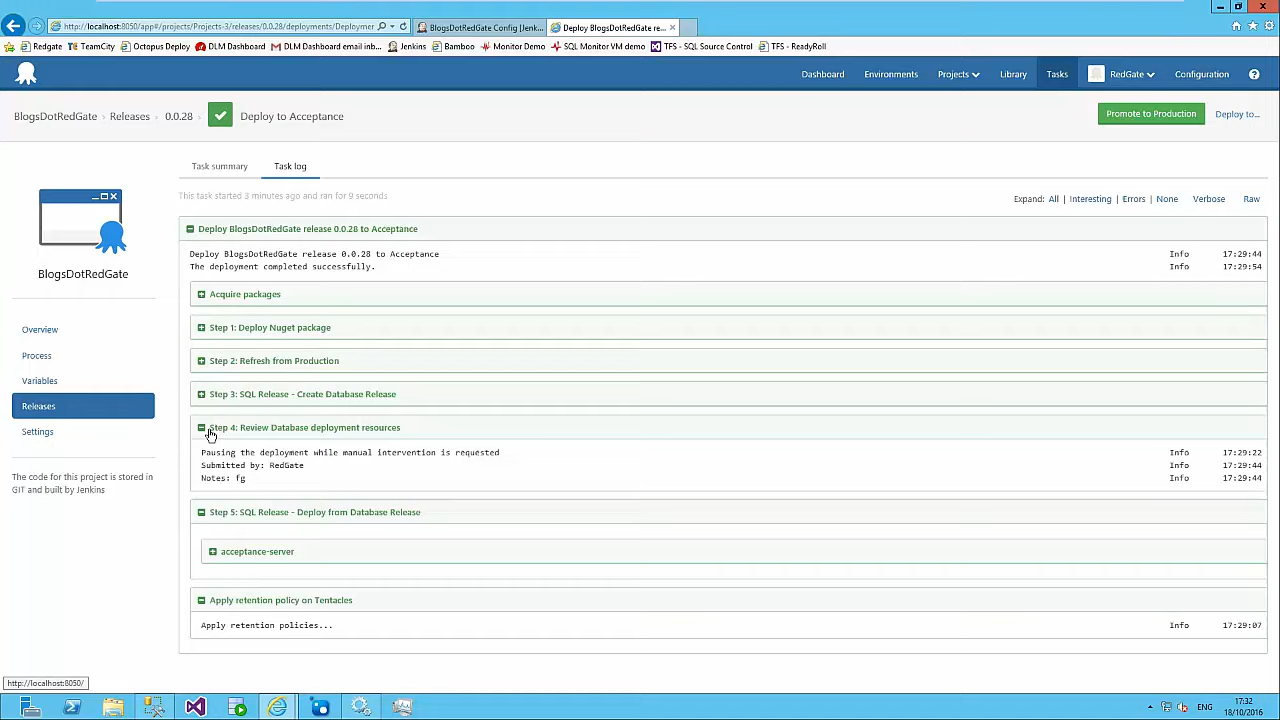 http://localhost:8050/app#/projects/Projects-3/releases/0.0.28/deployments/Deploymer
BlogsDotRedGate Config [Jenk...
Deploy BlogsDotRedGate re...
Redgate
TeamCity
Octopus Deploy
DLM Dashboard
DLM Dashboard email inb...
Jenkins
Bamboo
Monitor Demo
SQL Monitor VM demo
TFS - SQL Source Control
TFS - ReadyRoll
Dashboard
Environments
Projects
Library
Tasks
RedGate
Configuration
BlogsDotRedGate › Releases › 0.0.28 › Deploy to Acceptance
Promote to Production
Deploy to...
Task summary
Task log
This task started 3 minutes ago and ran for 9 seconds
Expand: All | Interesting | Errors | None
Verbose
Raw
BlogsDotRedGate
Overview
Process
Variables
Releases
Settings
The code for this project is stored in
GIT and built by Jenkins
Deploy BlogsDotRedGate release 0.0.28 to Acceptance
Deploy BlogsDotRedGate release 0.0.28 to Acceptance Info 17:29:44
The deployment completed successfully. Info 17:29:54
Acquire packages
Step 1: Deploy Nuget package
Step 2: Refresh from Production
Step 3: SQL Release - Create Database Release
Step 4: Review Database deployment resources
Pausing the deployment while manual intervention is requested Info 17:29:22
Submitted by: RedGate Info 17:29:44
Notes: fg Info 17:29:44
Step 5: SQL Release - Deploy from Database Release
acceptance-server
Apply retention policy on Tentacles
Apply retention policies... Info 17:29:07
http://localhost:8050/
ENG
17:32
18/10/2016